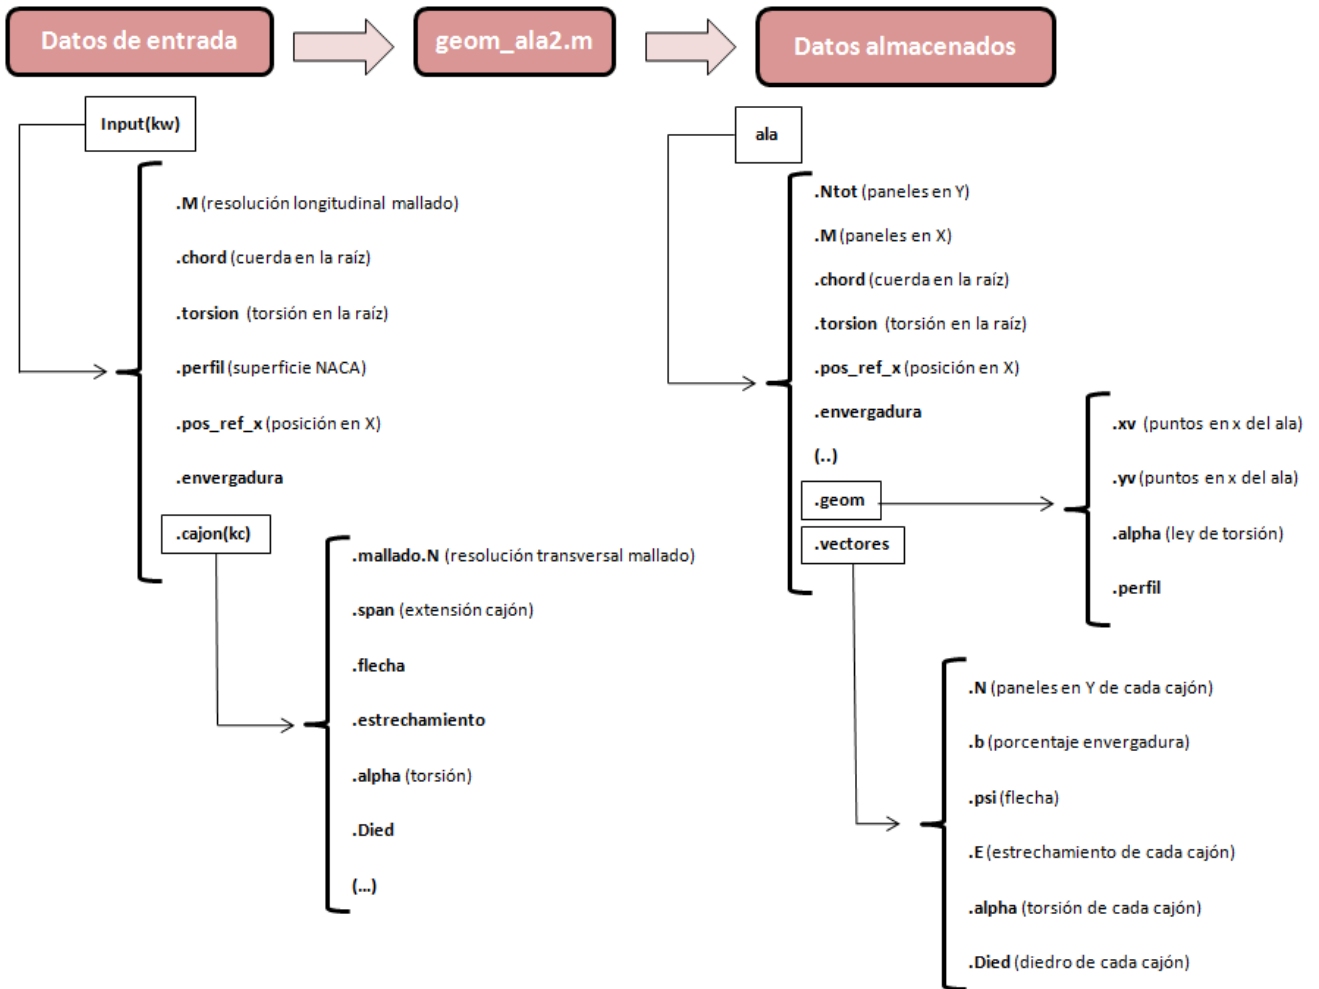 Datos de entrada
geom_ala2.m
Datos almacenados
Input(kw)
.M (resolución longitudinal mallado)
.chord (cuerda en la raíz)
.torsion (torsión en la raíz)
.perfil (superficie NACA)
.pos_ref_x (posición en X)
.envergadura
.cajon(kc)
.mallado.N (resolución transversal mallado)
.span (extensión cajón)
.flecha
.estrechamiento
.alpha (torsión)
.Died
(...)
ala
.Ntot (paneles en Y)
.M (paneles en X)
.chord (cuerda en la raíz)
.torsion (torsión en la raíz)
.pos_ref_x (posición en X)
.envergadura
(..)
.geom
.vectores
.xv (puntos en x del ala)
.yv (puntos en x del ala)
.alpha (ley de torsión)
.perfil
.N (paneles en Y de cada cajón)
.b (porcentaje envergadura)
.psi (flecha)
.E (estrechamiento de cada cajón)
.alpha (torsión de cada cajón)
.Died (diedro de cada cajón)